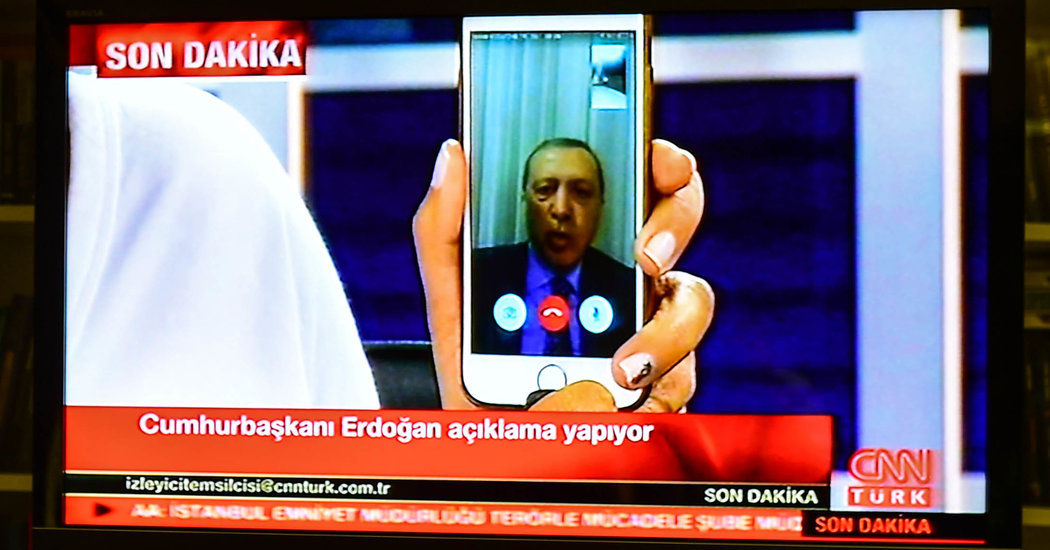 SON DAKİKA
Cumhurbaşkanı Erdoğan açıklama yapıyor
izleyicitemsilcisi@cnnturk.com.tr
SON DAKİKA
CNN
TÜRK
AA: İSTANBUL EMNİYET MÜDÜRLÜĞÜ TERÖRLE MÜCADELE ŞUBE MÜD
SON DAKİKA